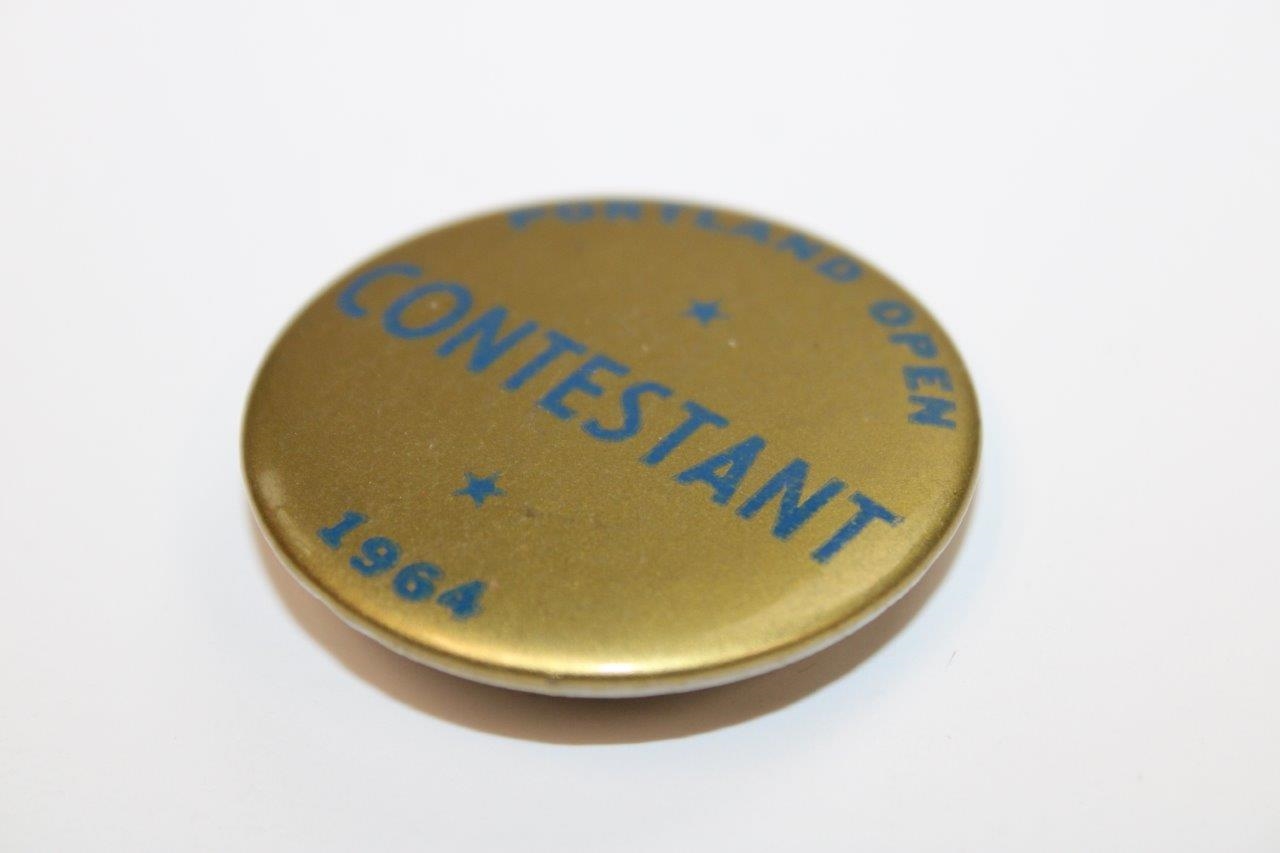 PORTLAND OPEN
CONTESTANT
1964